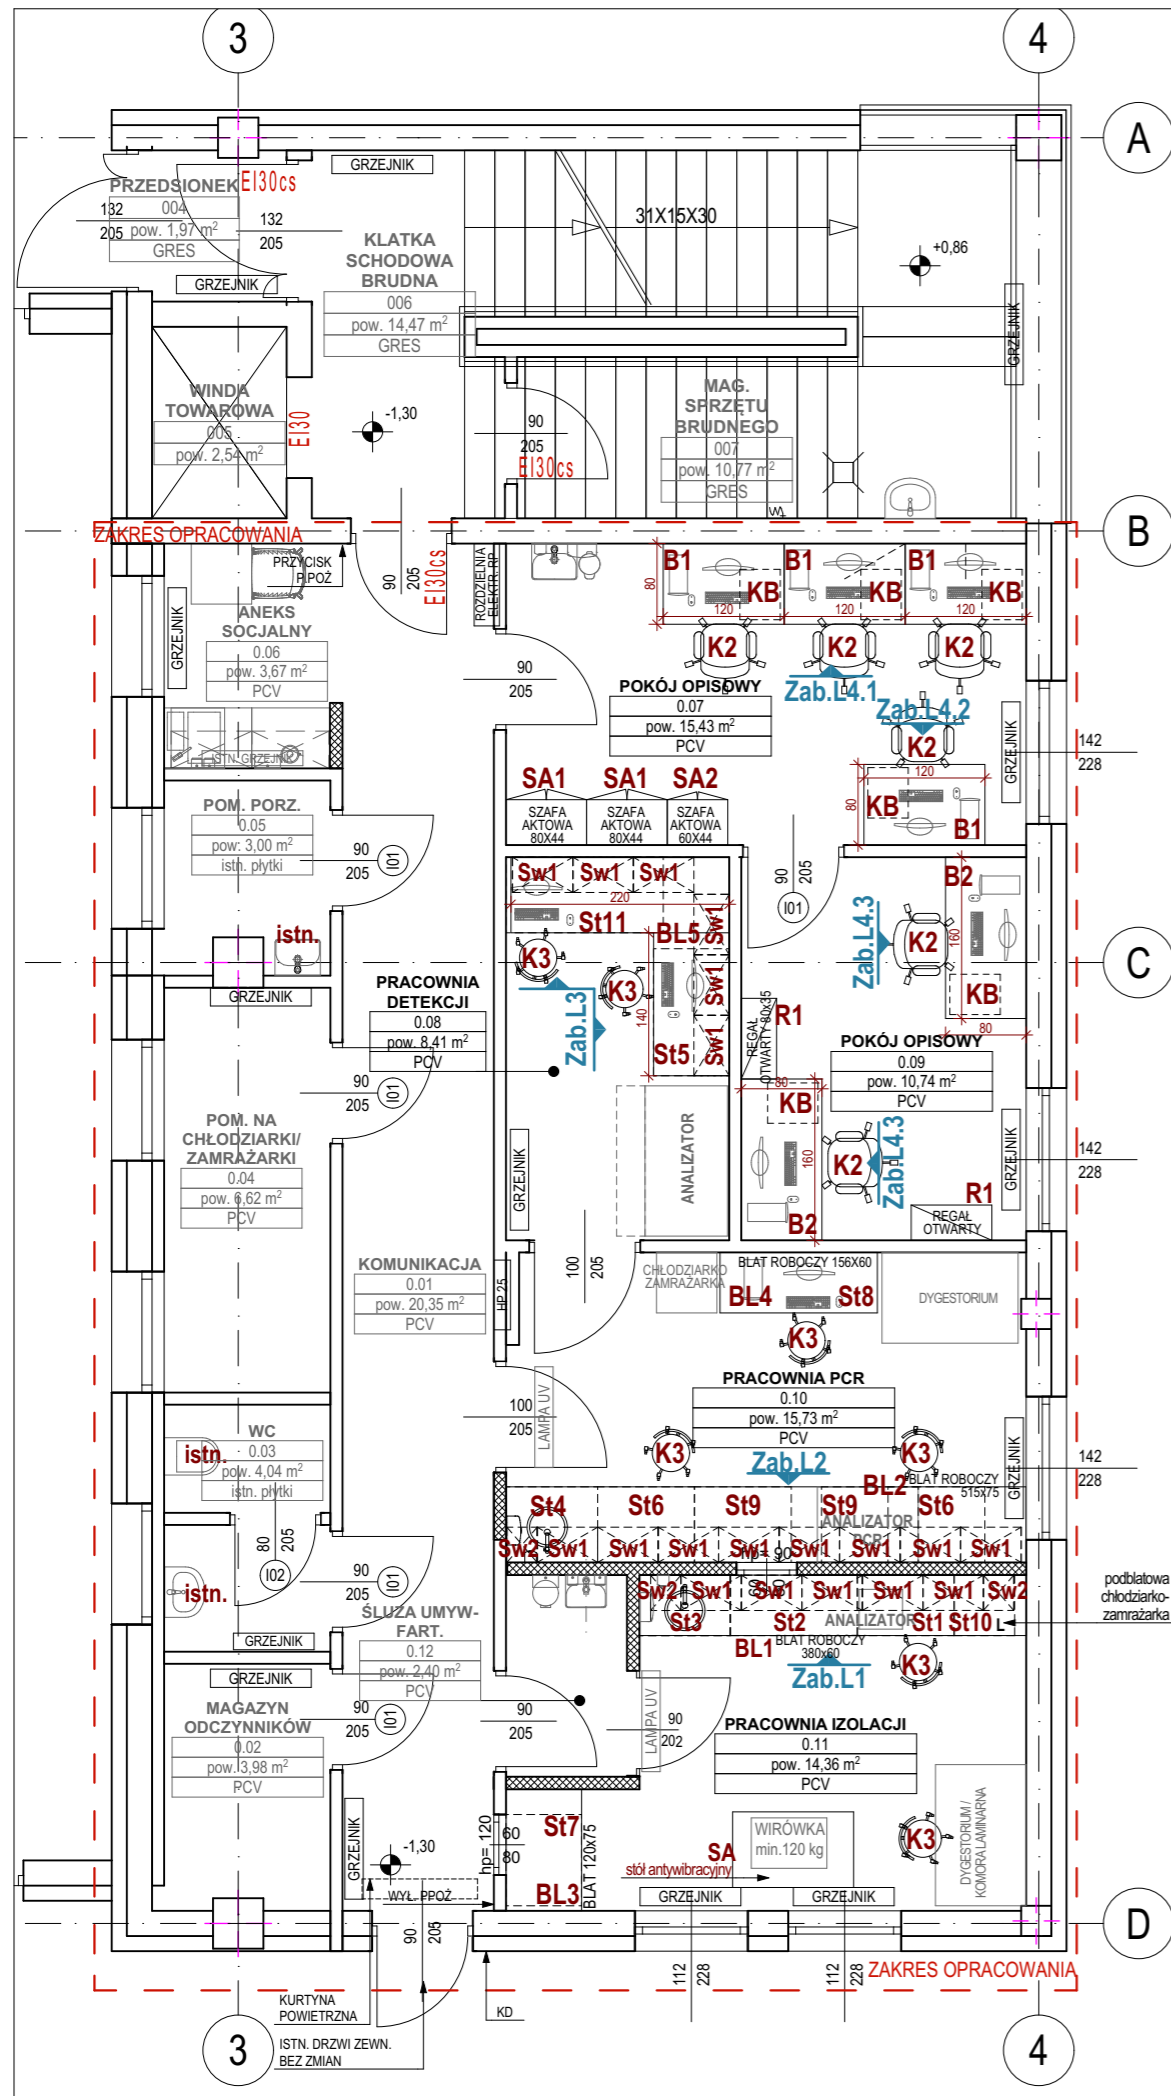 3
4
A
GRZEJNIK
PRZEDSIONEK
004
pow. 1,97 m²
GRES
EI30cs
132
205
132
205
GRZEJNIK
KLATKA
SCHODOWA
BRUDNA
006
pow. 14,47 m²
GRES
31X15X30
+0,86
GRZEJNIK
WINDA
TOWAROWA
005
pow. 2,54 m²
EI30
-1,30
90
205
EI30cs
MAG.
SPRZĘTU
BRUDNEGO
007
pow. 10,77 m²
GRES
B
ZAKRES OPRACOWANIA
PRZYCISK
P.POŻ
90
205
EI30cs
ROZDZIELNIA
ELEKTR. RP
GRZEJNIK
ANEKS
SOCJALNY
0.06
pow. 3,67 m²
PCV
ISTN. GRZEJNIK
B1
B1
B1
80
KB
KB
KB
120
120
120
K2
K2
K2
90
205
POKÓJ OPISOWY
0.07
pow. 15,43 m²
PCV
Zab.L4.1
Zab.L4.2
K2
GRZEJNIK
142
228
120
80
KB
B1
SA1
SA1
SA2
SZAFA
AKTOWA
80X44
SZAFA
AKTOWA
80X44
SZAFA
AKTOWA
60X44
POM. PORZ.
0.05
pow: 3,00 m²
istn. płytki
90
205
I01
istn.
GRZEJNIK
90
205
I01
Sw1
Sw1
Sw1
220
St11
BL5
Sw1
Sw1
Sw1
K3
K3
140
St5
Zab.L3
PRACOWNIA
DETEKCJI
0.08
pow. 8,41 m²
PCV
B2
K2
160
KB
80
Zab.L4.3
C
R1
REGAŁ
OTWARTY 80x35
POKÓJ OPISOWY
0.09
pow. 10,74 m²
PCV
80
KB
160
K2
Zab.L4.3
B2
R1
REGAŁ
OTWARTY
GRZEJNIK
142
228
90
205
I01
POM. NA
CHŁODZIARKI/
ZAMRAŻARKI
0.04
pow. 6,62 m²
PCV
GRZEJNIK
ANALIZATOR
100
205
KOMUNIKACJA
0.01
pow. 20,35 m²
PCV
HP 25
CHŁODZIARKO
ZAMRAŻARKA
BLAT ROBOCZY 156X60
BL4
St8
DYGESTORIUM
K3
PRACOWNIA PCR
0.10
pow. 15,73 m²
PCV
100
205
LAMPA UV
K3
K3
Zab.L2
BL2
BLAT ROBOCZY
515x75
GRZEJNIK
142
228
WC
0.03
pow. 4,04 m²
istn. płytki
istn.
St4
St6
St9
St9
St6
ANALIZATOR
PCR
Sw2
Sw1
Sw1
Sw1
Sw1
Sw1
Sw1
Sw1
Sw1
hp= 90
60
80
205
I02
90
205
I01
istn.
GRZEJNIK
Sw2
Sw1
Sw1
Sw1
Sw1
Sw1
Sw2
St3
St2
ANALIZATOR
St1
St10
L
podblatowa
chłodziarko-
zamrażarka
BL1
BLAT ROBOCZY
380x60
Zab.L1
K3
ŚLUZA UMYW-
FART.
0.12
pow. 2,40 m²
PCV
GRZEJNIK
MAGAZYN
ODCZYNNIKÓW
0.02
pow. 3,98 m²
PCV
90
205
I01
90
205
LAMPA UV
90
202
PRACOWNIA IZOLACJI
0.11
pow. 14,36 m²
PCV
GRZEJNIK
-1,30
hp= 120
60
80
St7
BL3
BLAT 120x75
WIRÓWKA
min.120 kg
SA
stół antywibracyjny
K3
DYGESTORIUM /
KOMORA LAMINARNA
WYŁ. PPOŻ
GRZEJNIK
GRZEJNIK
D
90
205
112
228
112
228
ZAKRES OPRACOWANIA
KURTYNA
POWIETRZNA
KD
ISTN. DRZWI ZEWN.
BEZ ZMIAN
3
4